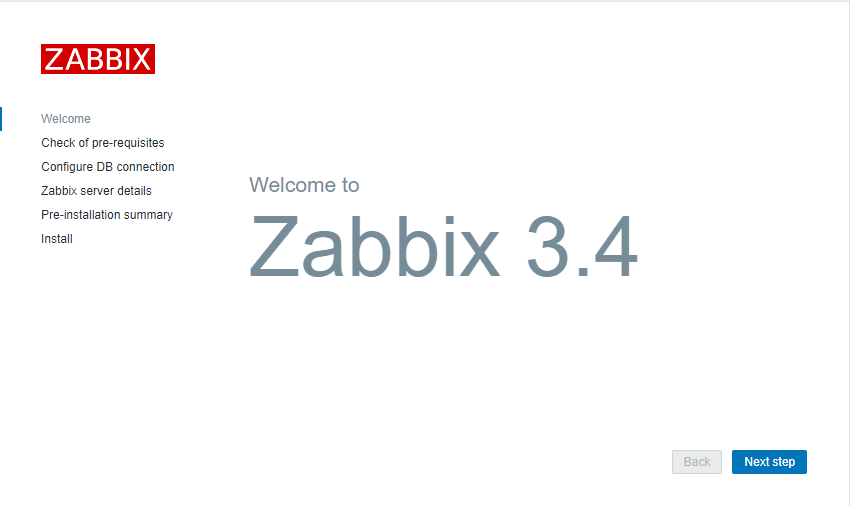 ZABBIX
Welcome
Check of pre-requisites
Configure DB connection
Zabbix server details
Pre-installation summary
Install
Welcome to
Zabbix 3.4
Back
Next step